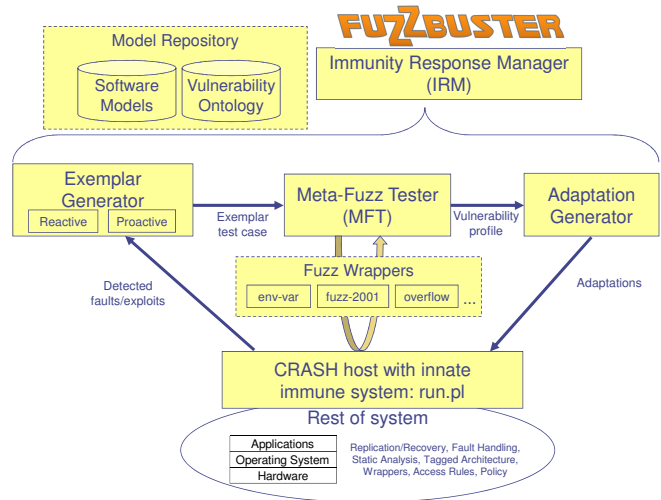 FUZZBUSTER
Model Repository
Software
Models
Vulnerability
Ontology
Immunity Response Manager
(IRM)
Exemplar
Generator
Reactive
Proactive
Exemplar
test case
Meta-Fuzz Tester
(MFT)
Vulnerability
profile
Adaptation
Generator
Fuzz Wrappers
env-var
fuzz-2001
overflow
...
Detected
faults/exploits
Adaptations
CRASH host with innate
immune system: run.pl
Rest of system
Applications
Operating System
Hardware
Replication/Recovery, Fault Handling,
Static Analysis, Tagged Architecture,
Wrappers, Access Rules, Policy